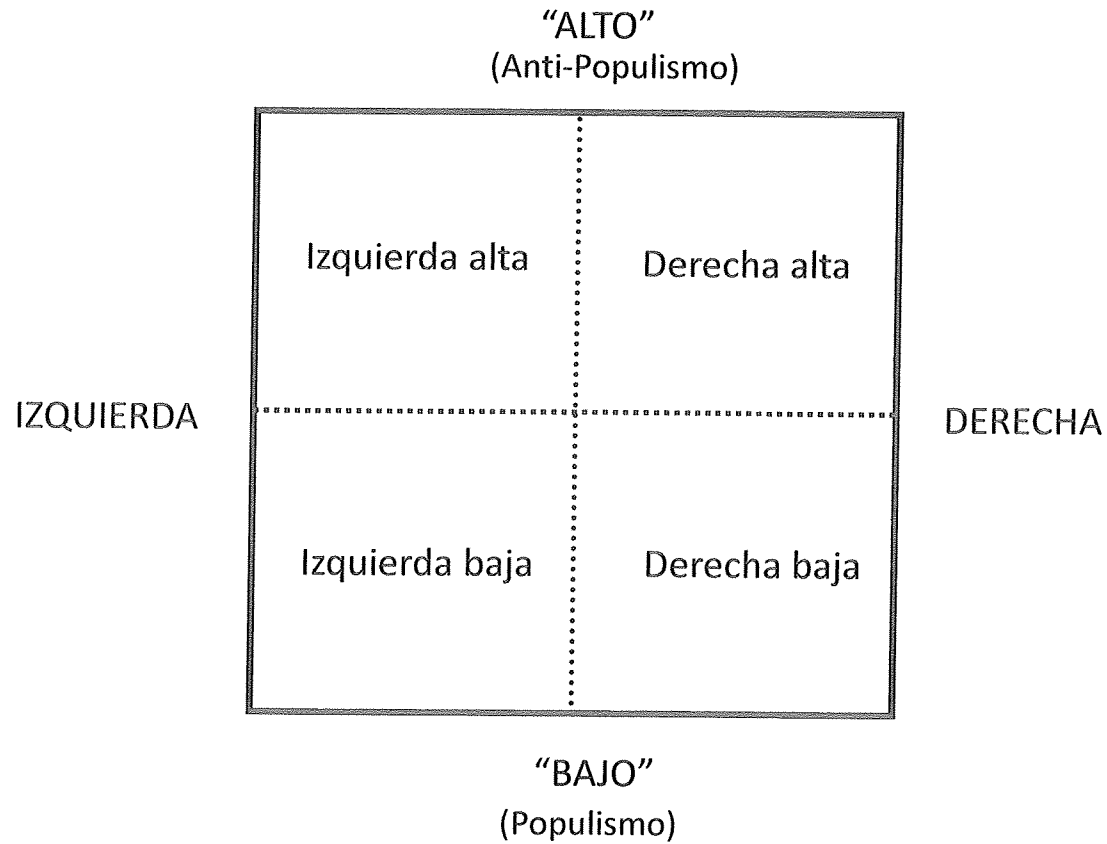 “ALTO”
(Anti-Populismo)
Izquierda alta
Derecha alta
IZQUIERDA
DERECHA
Izquierda baja
Derecha baja
“BAJO”
(Populismo)